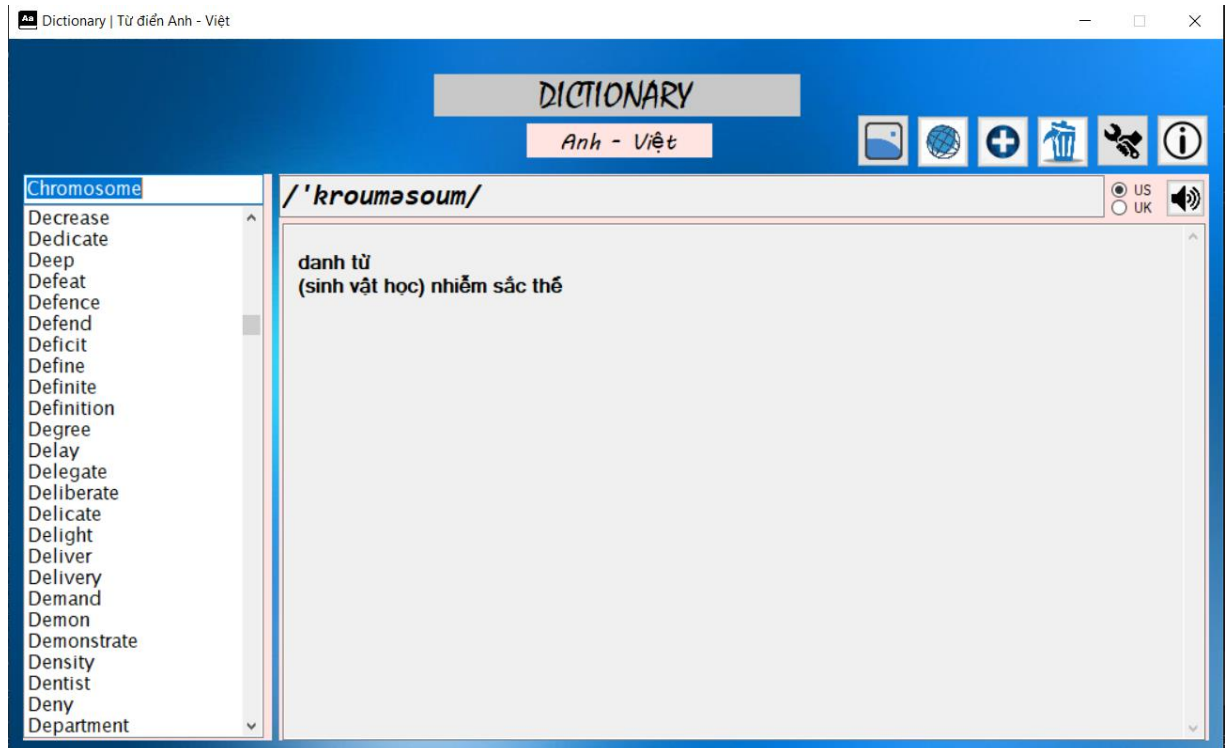 Aa Dictionary | Từ điển Anh - Việt
DICTIONARY
Anh - Việt
Chromosome
/'krouməsoum/
US
UK
Decrease
Dedicate
Deep
Defeat
Defence
Defend
Deficit
Define
Definite
Definition
Degree
Delay
Delegate
Deliberate
Delicate
Delight
Deliver
Delivery
Demand
Demon
Demonstrate
Density
Dentist
Deny
Department
danh từ
(sinh vật học) nhiễm sắc thể